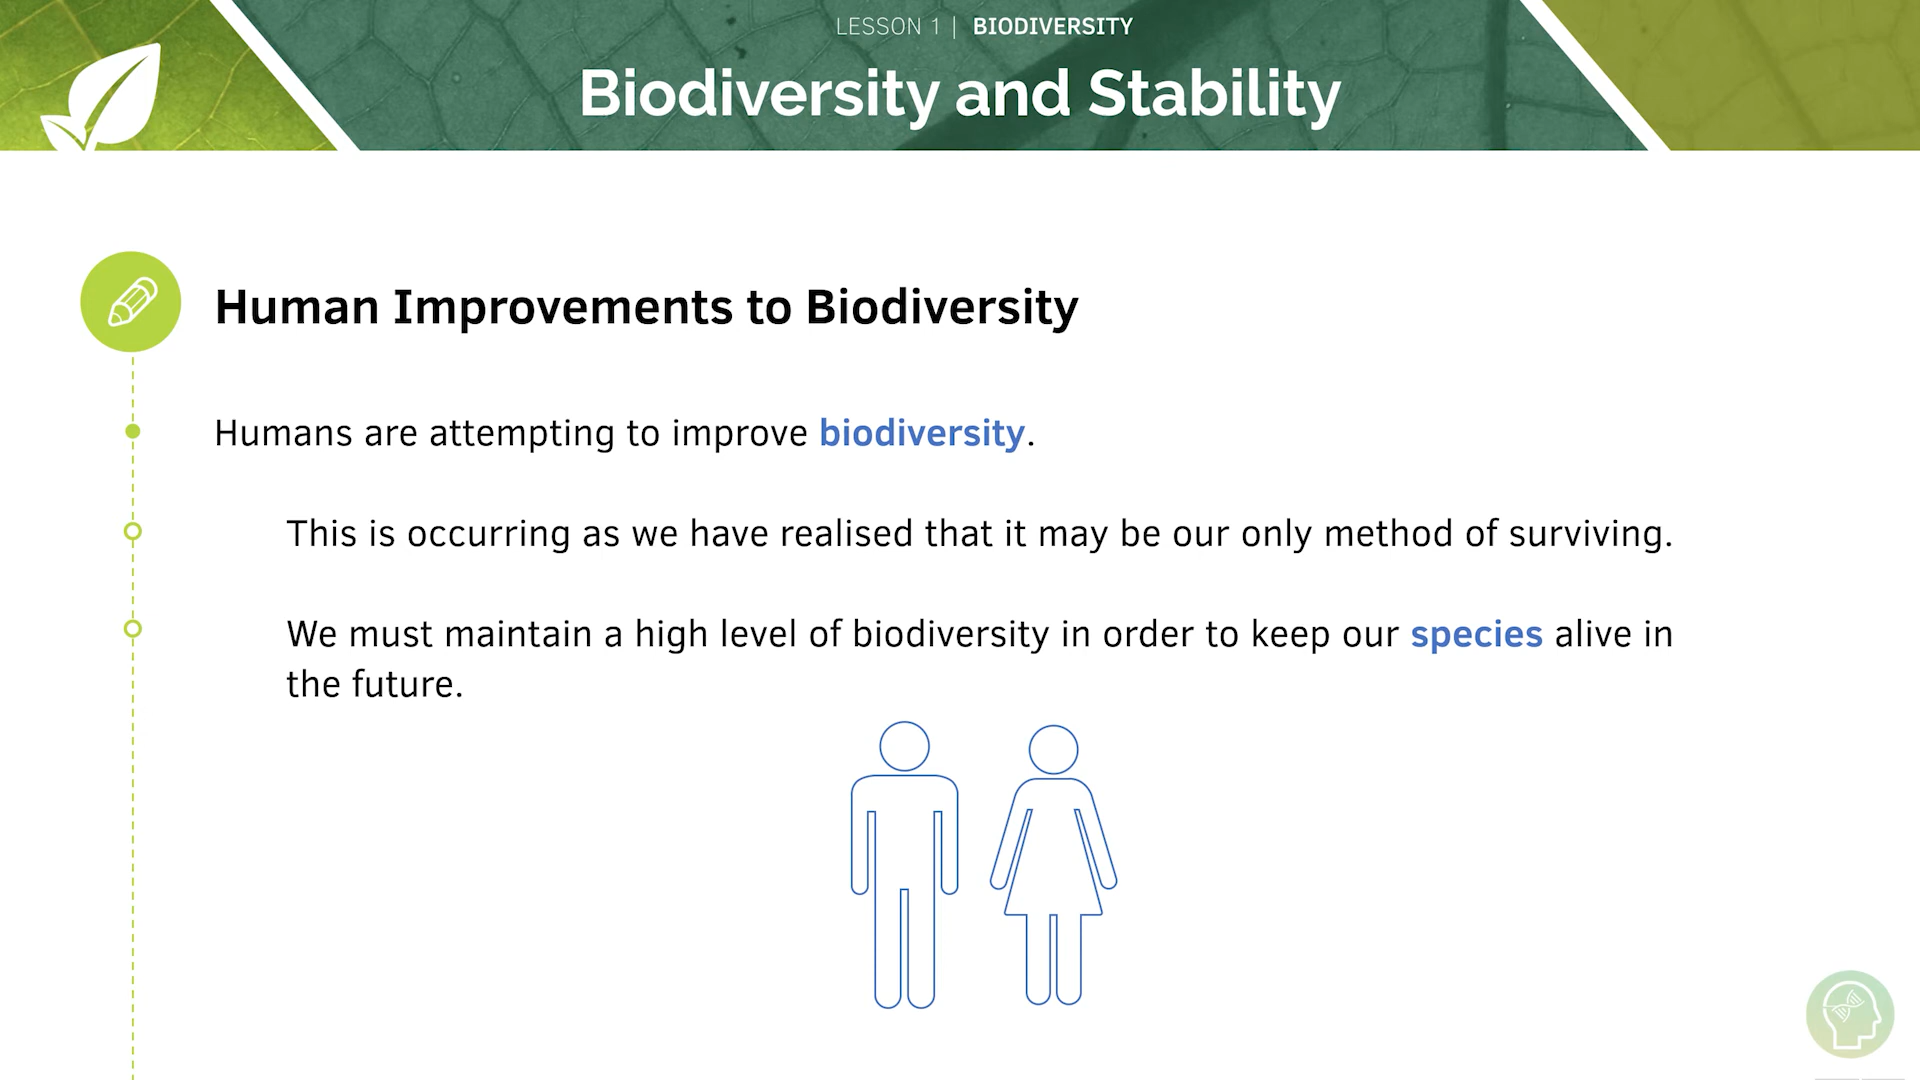 LESSON 1 | BIODIVERSITY
Biodiversity and Stability
Human Improvements to Biodiversity
Humans are attempting to improve biodiversity.
This is occurring as we have realised that it may be our only method of surviving.
We must maintain a high level of biodiversity in order to keep our species alive in
the future.